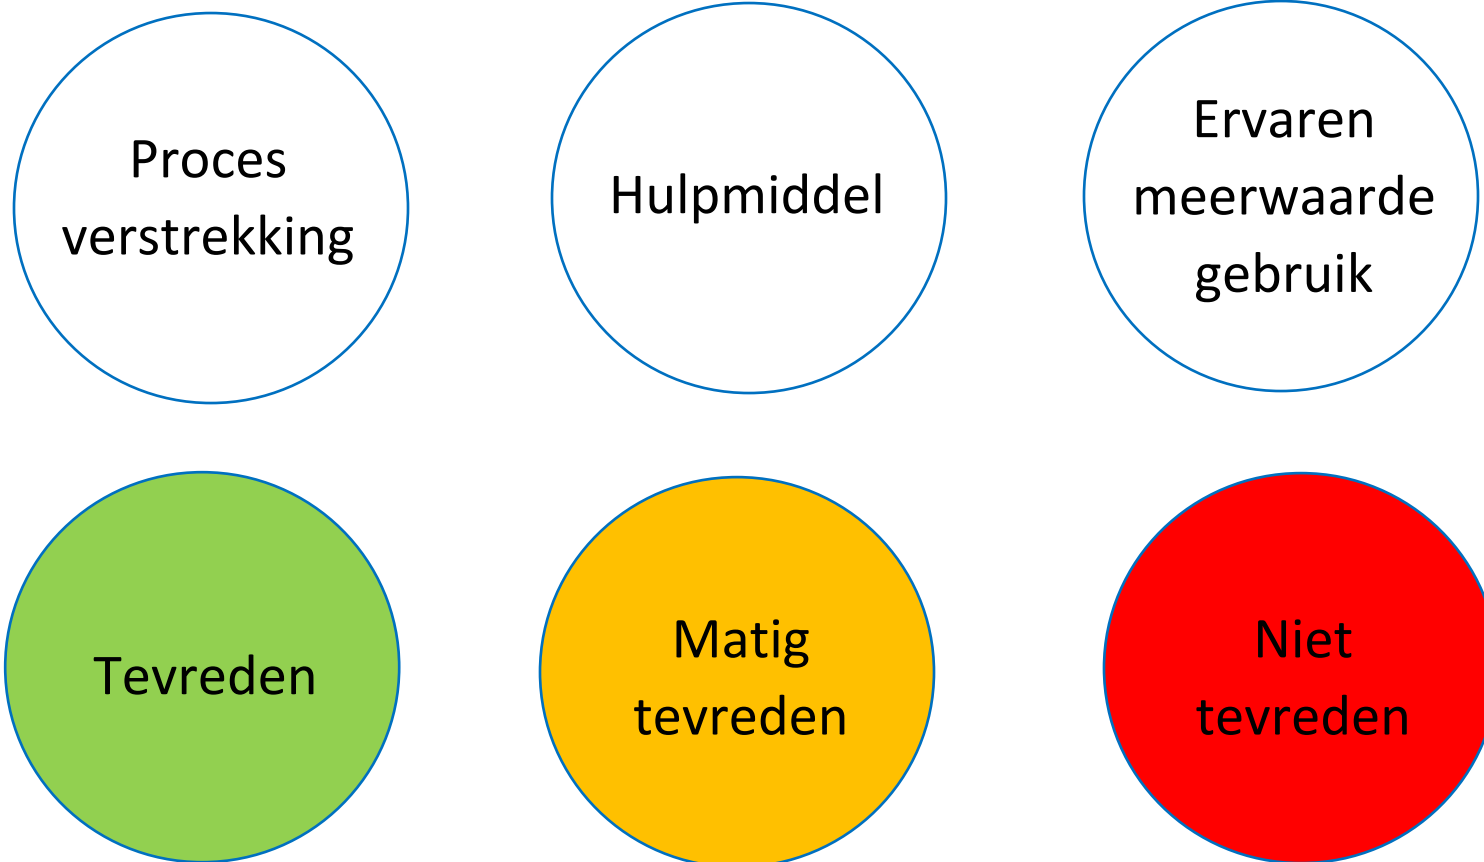 Proces
verstrekking
Hulpmiddel
Ervaren
meerwaarde
gebruik
Tevreden
Matig
tevreden
Niet
tevreden